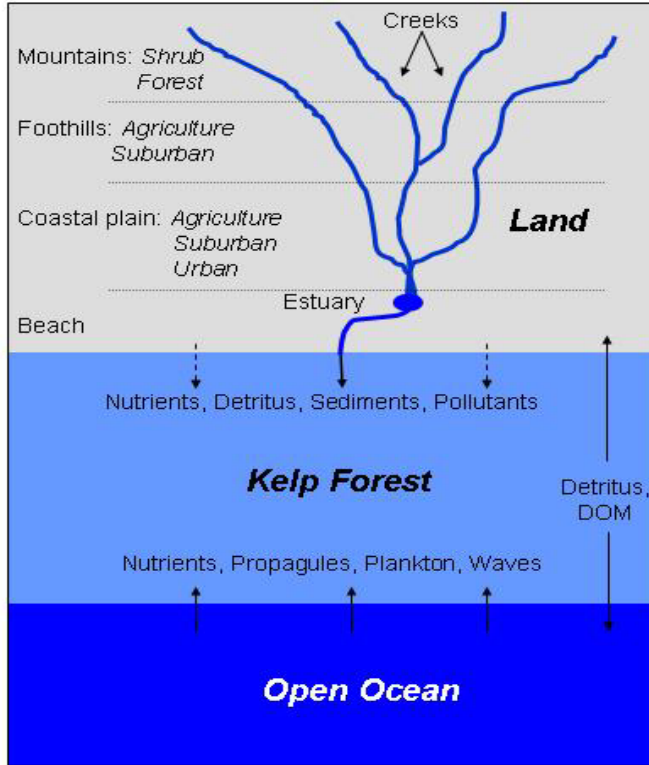 Creeks
Mountains: Shrub
Forest
Foothills: Agriculture
Suburban
Coastal plain: Agriculture
Suburban
Urban
Land
Estuary
Beach
Nutrients, Detritus, Sediments, Pollutants
Kelp Forest
Detritus,
DOM
Nutrients, Propagules, Plankton, Waves
Open Ocean